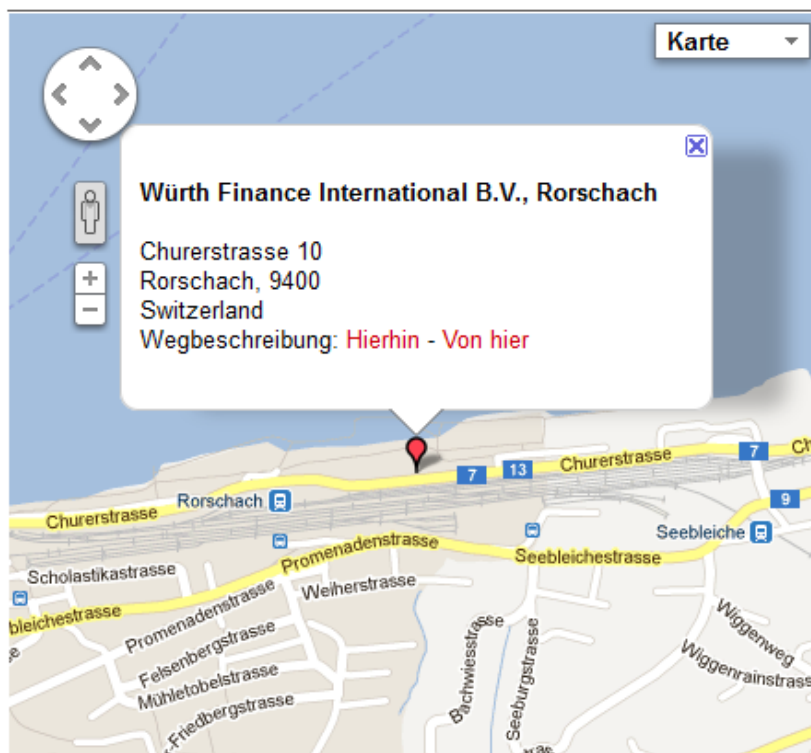 Karte
Würth Finance International B.V., Rorschach
Churerstrasse 10
Rorschach, 9400
Switzerland
Wegbeschreibung: Hierhin - Von hier
7
13
Churerstrasse
7
Rorschach
9
Churerstrasse
Seebleiche
Promenadenstrasse
Seebleichestrasse
Scholastikastrasse
Weiherstrasse
bleichestrasse
Promenadenstrasse
Felsenbergstrasse
Mühletobelstrasse
-Friedbergstrasse
Bachwiesstrasse
Seeburgstrasse
Wiggenweg
Wiggenrainstrass